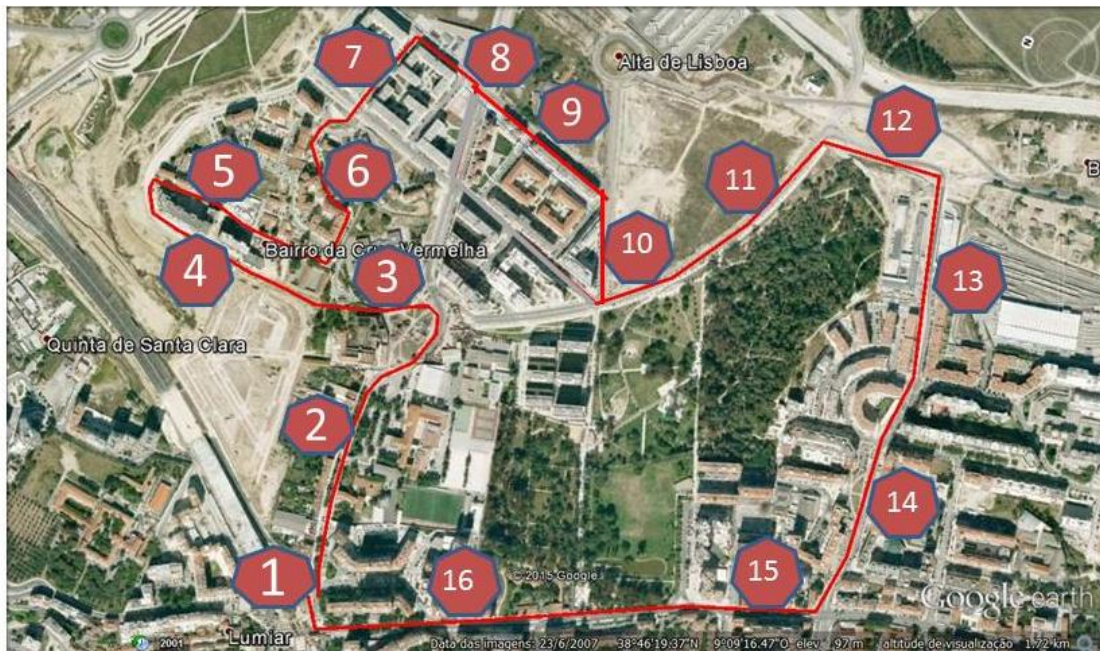 7
8
Alta de Lisboa
9
12
5
6
11
B
Bairro da Cruz Vermelha
10
4
3
13
Quinta de Santa Clara
2
14
1
16
© 2015 Google
15
Google earth
Lumiar
2001
Data das imagens: 23/6/2007 38°46'19.37"N 9°09'16.47"O elev 97 m altitude de visualização 1.72 km
N